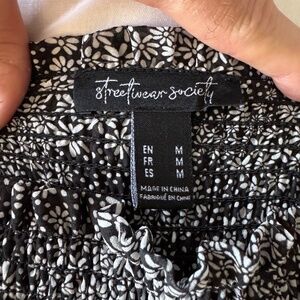 streetwear society
EN M
FR M
ES M
MADE IN CHINA
FABRIQUÉ EN CHINE